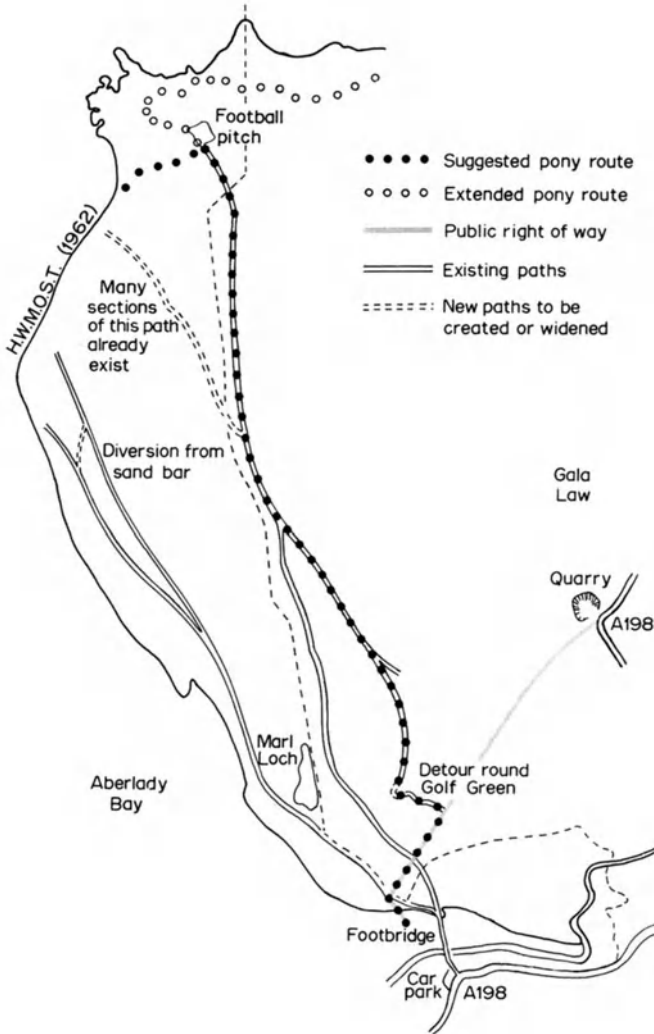 Football
pitch
Suggested pony route
Extended pony route
Public right of way
Existing paths
New paths to be
created or widened
H.W.M.O.S.T. (1962)
Many
sections
of this path
already
exist
Diversion from
sand bar
Gala
Law
Quarry
A198
Marl
Loch
Aberlady
Bay
Detour round
Golf Green
Footbridge
Car
park
A198